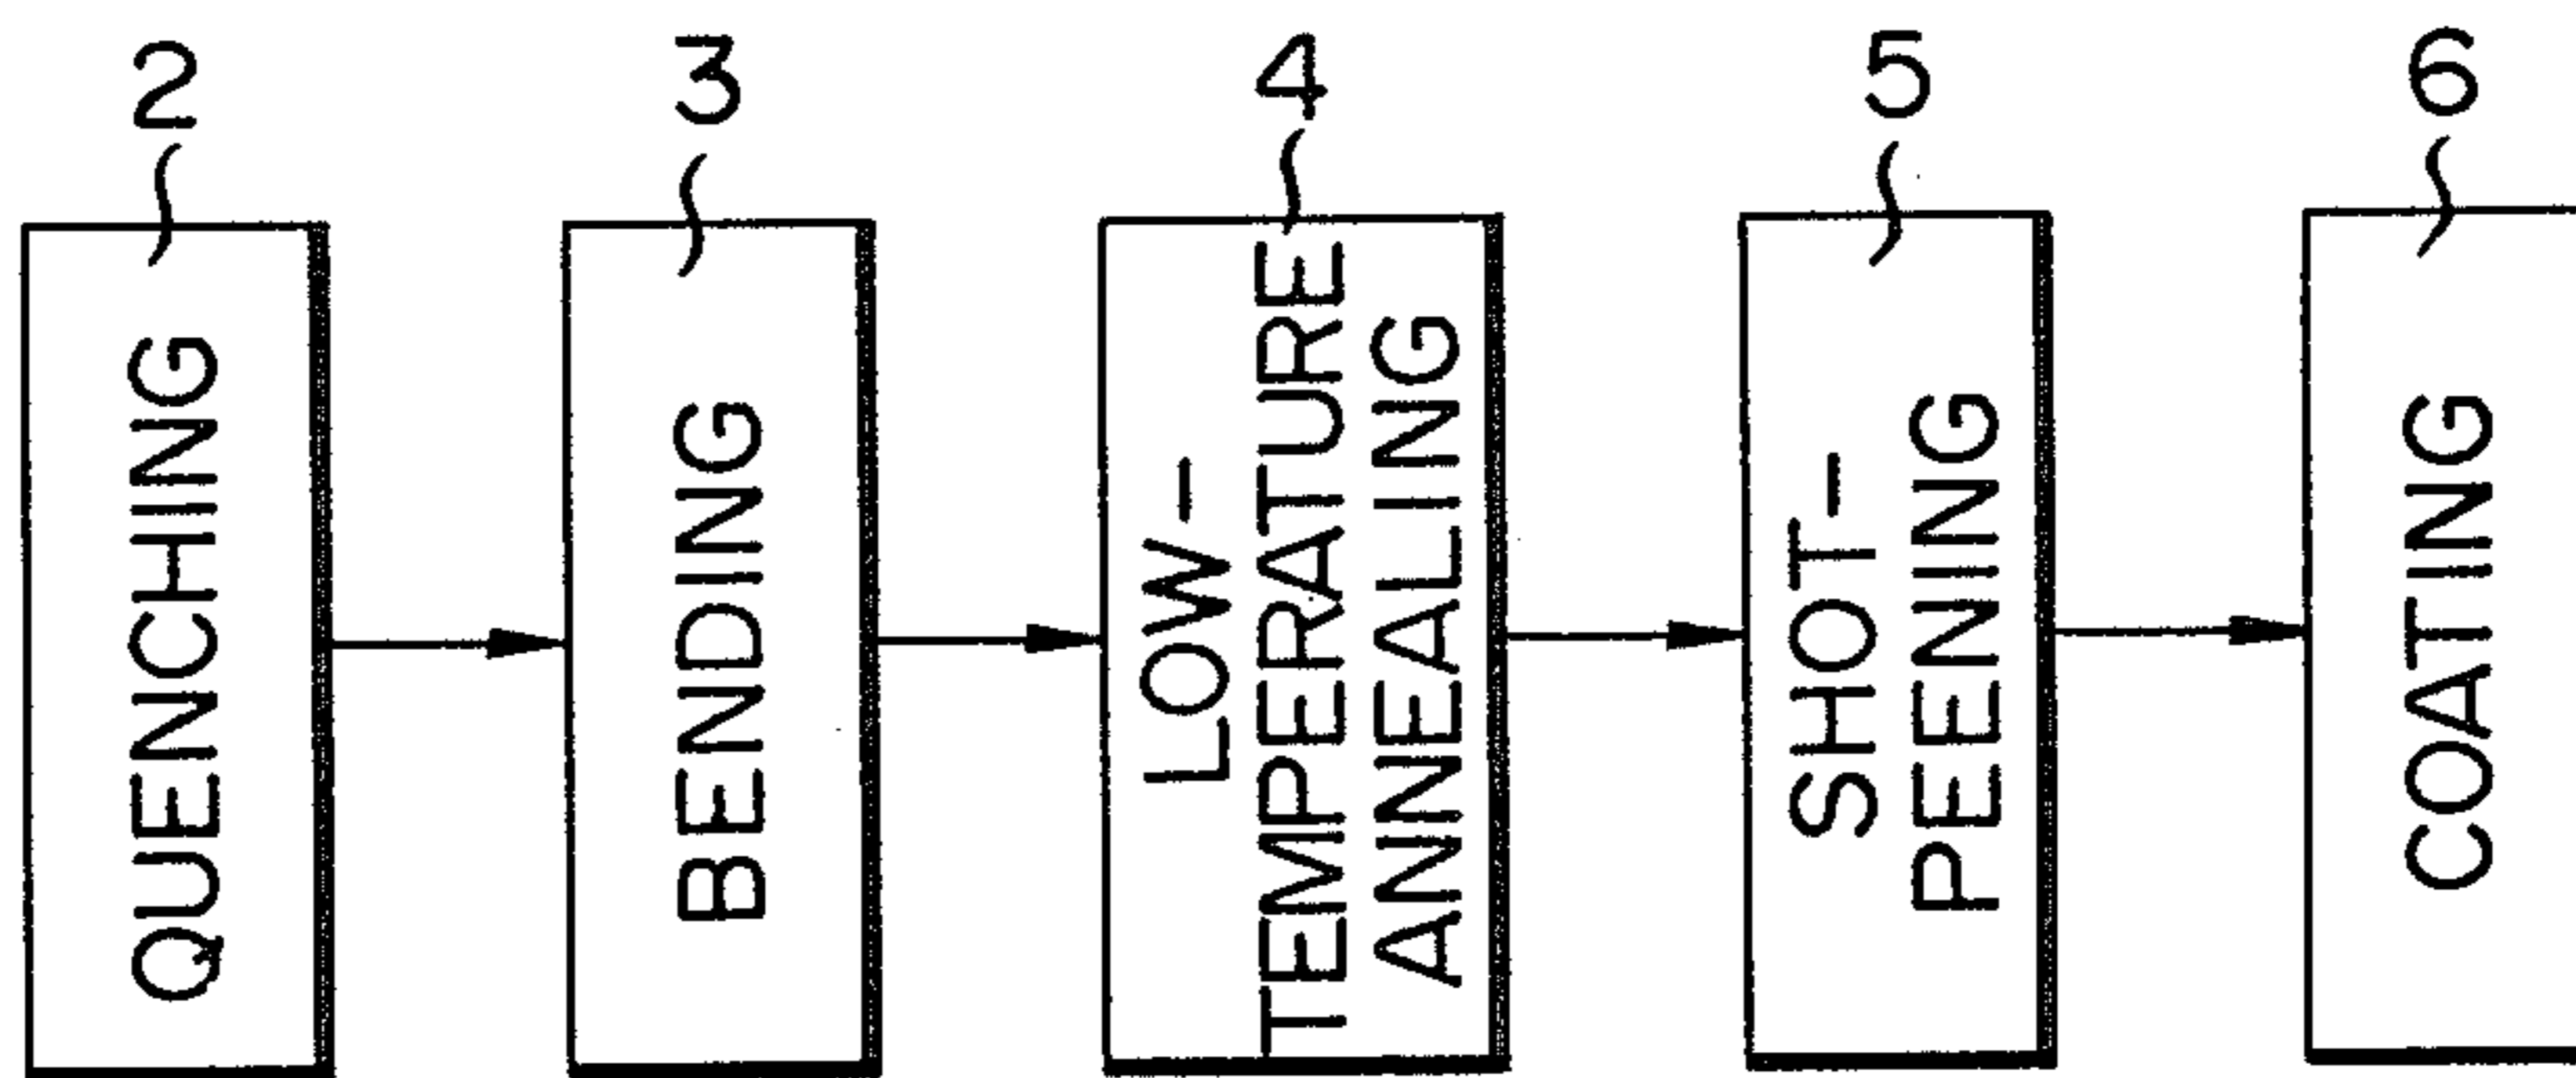 2
QUENCHING
3
BENDING
4
LOW-
TEMPERATURE
ANNEALING
5
SHOT-
PEENING
6
COATING